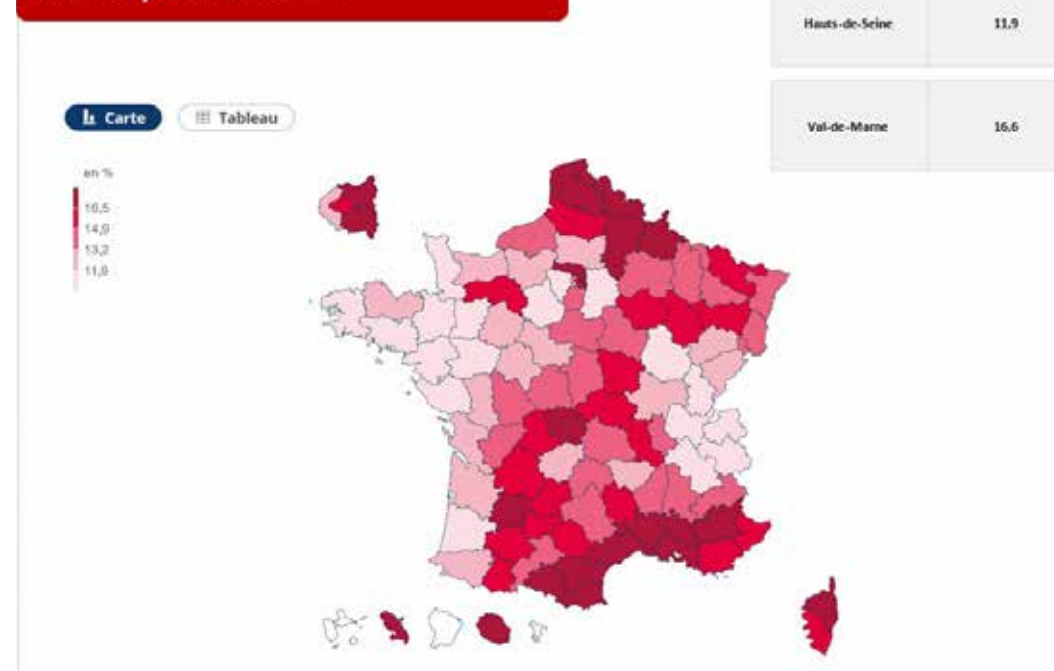 Hauts-de-Seine 11,9
Carte Tableau
Val-de-Marne 16,6
en %
16,5
14,9
13,2
11,9